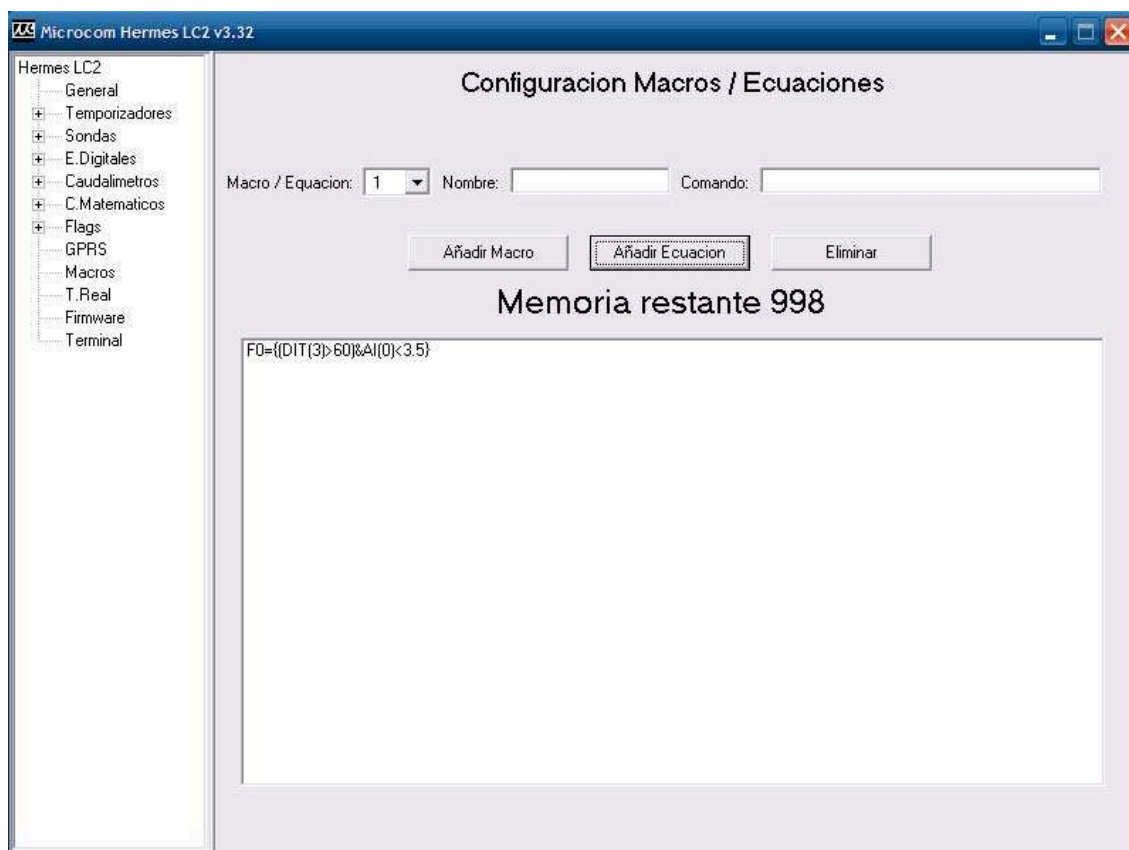 Microcom Hermes LC2 v3.32
Hermes LC2
General
Temporizadores
Sondas
E.Digitales
Caudalimetros
C.Matematicos
Flags
GPRS
Macros
T.Real
Firmware
Terminal
Configuracion Macros / Ecuaciones
Macro / Equacion: 1 Nombre: Comando:
Añadir Macro Añadir Ecuacion Eliminar
Memoria restante 998
F0={(DIT(3)>60)&AI(0)<3.5}